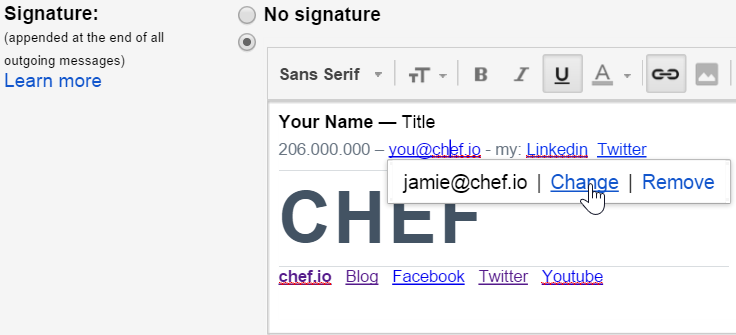 Signature:
(appended at the end of all
outgoing messages)
Learn more
No signature
Sans Serif
B I U A
Your Name — Title
206.000.000 – you@chef.io - my: Linkedin Twitter
jamie@chef.io | Change | Remove
CHEF
chef.io Blog Facebook Twitter Youtube